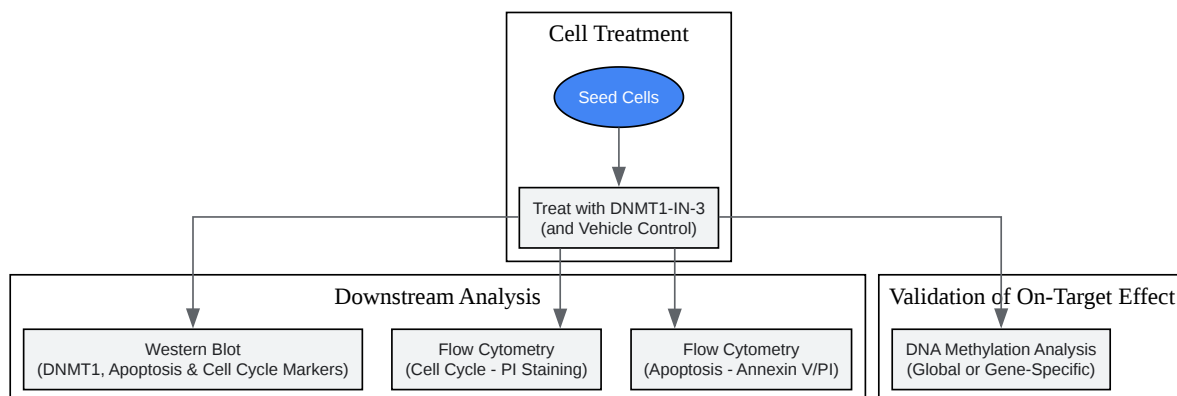 Cell Treatment
Seed Cells
Treat with DNMT1-IN-3
(and Vehicle Control)
Downstream Analysis
Validation of On-Target Effect
Western Blot
(DNMT1, Apoptosis & Cell Cycle Markers)
Flow Cytometry
(Cell Cycle - PI Staining)
Flow Cytometry
(Apoptosis - Annexin V/PI)
DNA Methylation Analysis
(Global or Gene-Specific)